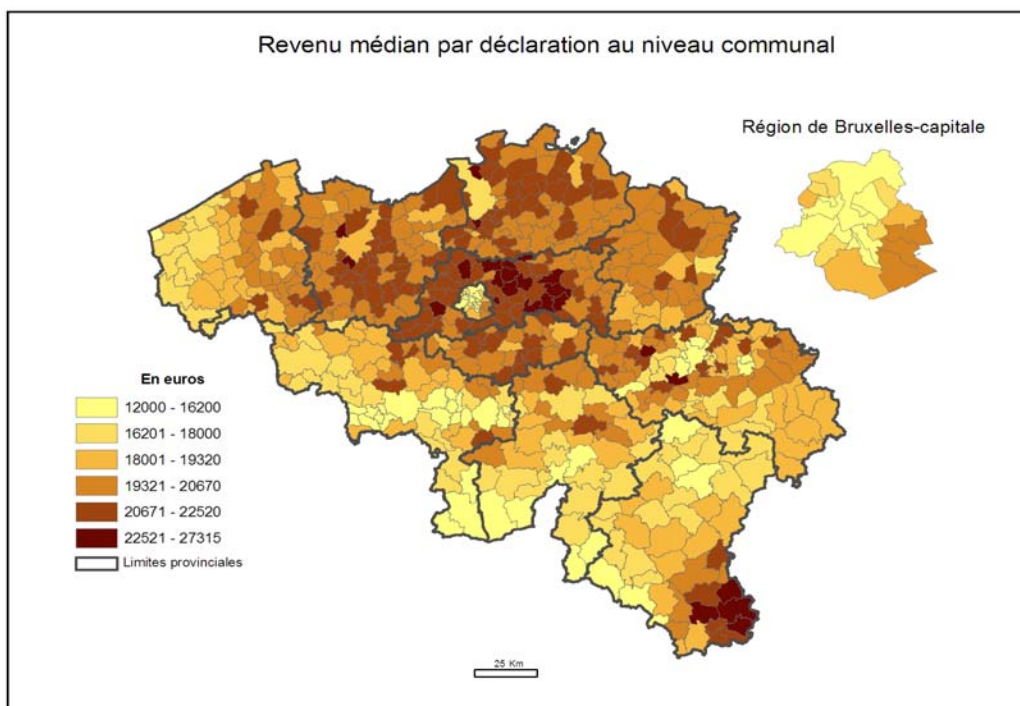 Revenu médian par déclaration au niveau communal
Région de Bruxelles-capitale
En euros
12000 - 16200
16201 - 18000
18001 - 19320
19321 - 20670
20671 - 22520
22521 - 27315
Limites provinciales
25 Km